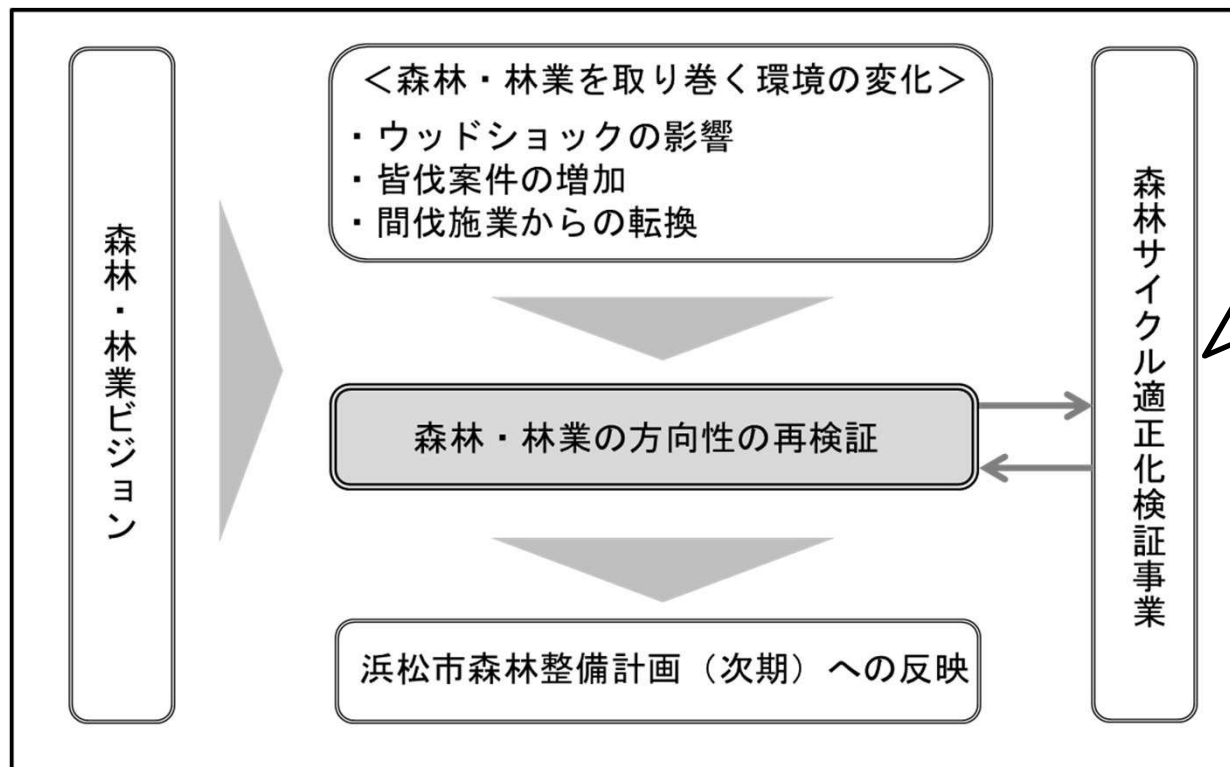 森林・林業ビジョン
＜森林・林業を取り巻く環境の変化＞
・ウッドショックの影響
・皆伐案件の増加
・間伐施業からの転換
森林・林業の方向性の再検証
浜松市森林整備計画（次期）への反映
森林サイクル適正化検証事業